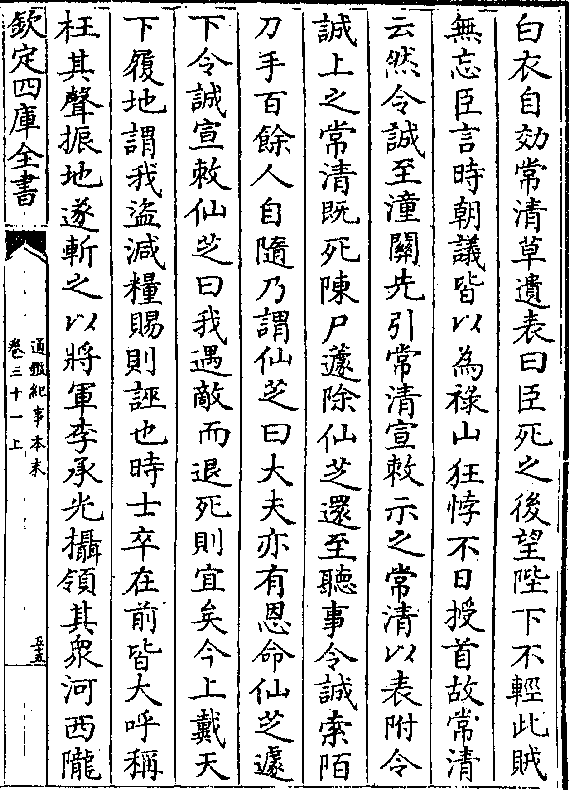 白衣自効常清草遺表曰臣死之後望陛下不輕此賊
無忘臣言時朝議皆以為祿山狂悖不日授首故常清
云然令誠至潼關先引常清宣敕示之常清以表附令
誠上之常清既死陳尸蘧除仙芝還至聽事令誠索陌
刀手百餘人自隨乃謂仙芝曰大夫亦有恩命仙芝遽
下令誠宣敕仙芝曰我遇敵而退死則宜矣今上戴天
下履地謂我盜減糧賜則誣也時士卒在前皆大呼稱
枉其聲振地遂斬之以將軍李承光攝領其衆河西隴
欽定四庫全書
通鑑紀事本末
卷三十一上
五十五